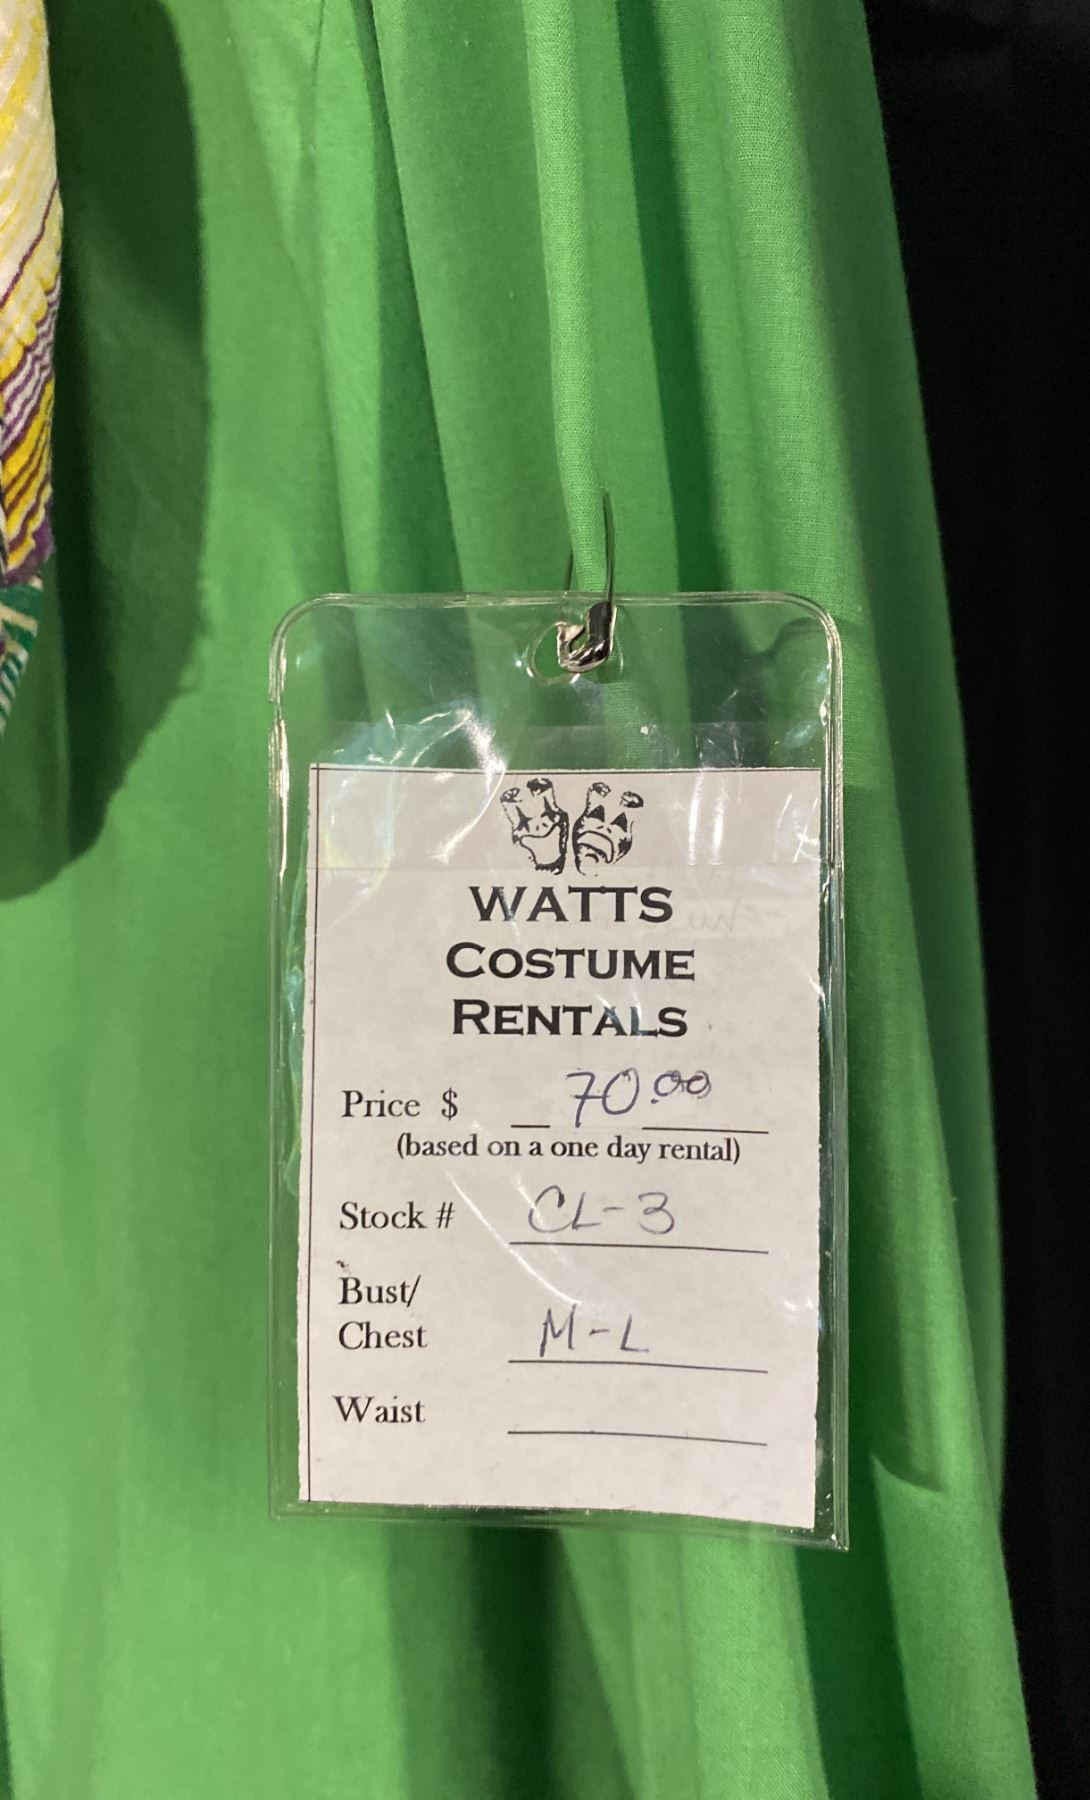 WATTS
COSTUME
RENTALS
Price $ 70.00
(based on a one day rental)
Stock # CL-3
Bust/
Chest M-L
Waist